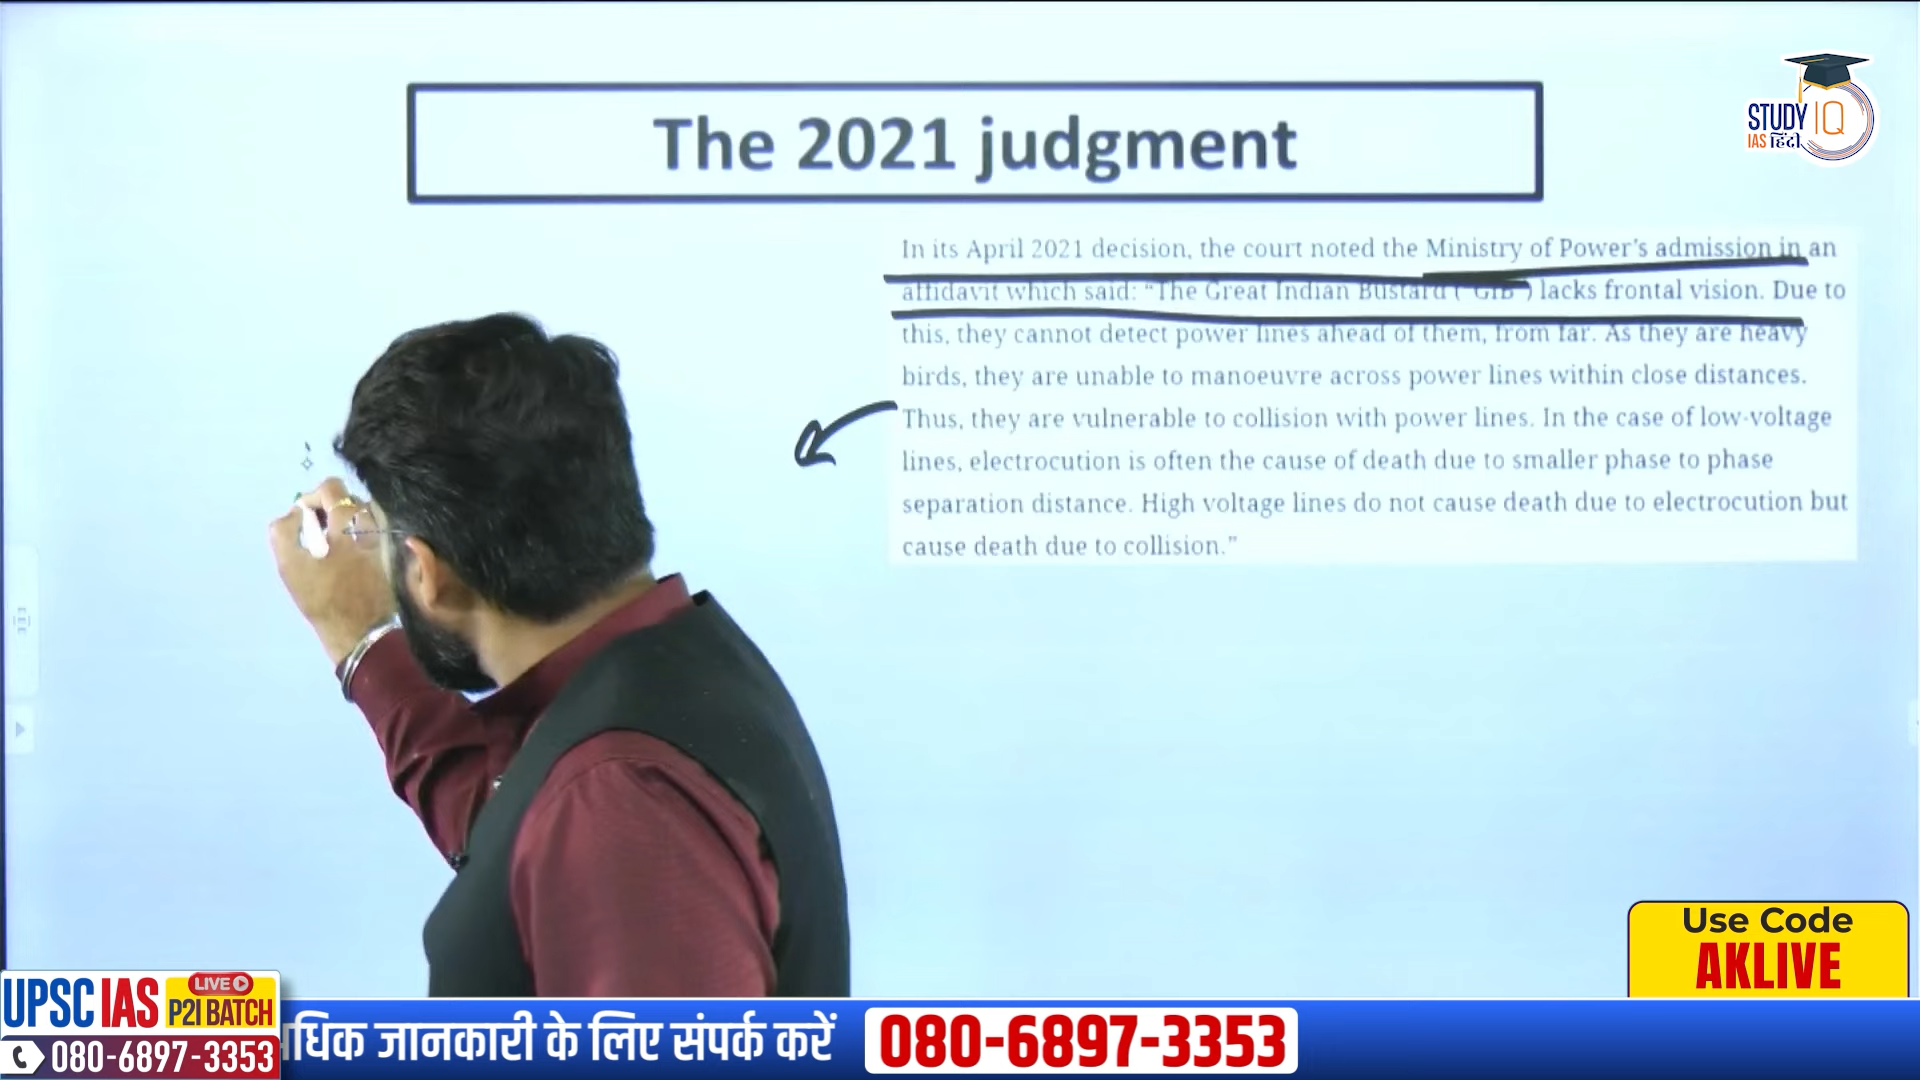 The 2021 judgment
STUDY IQ
IAS हिंदी
In its April 2021 decision, the court noted the Ministry of Power's admission in an
affidavit which said: “The Great Indian Bustard (“GIB”) lacks frontal vision. Due to
this, they cannot detect power lines ahead of them, from far. As they are heavy
birds, they are unable to manoeuvre across power lines within close distances.
Thus, they are vulnerable to collision with power lines. In the case of low-voltage
lines, electrocution is often the cause of death due to smaller phase to phase
separation distance. High voltage lines do not cause death due to electrocution but
cause death due to collision.”
Use Code
AKLIVE
UPSC IAS
LIVE
P2I BATCH
080-6897-3353
धिक जानकारी के लिए संपर्क करें
080-6897-3353